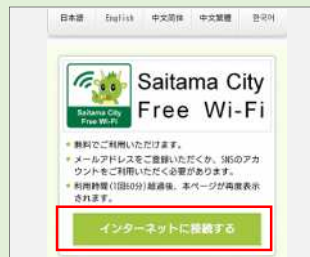 日本語 English 中文简体 中文繁體 한국어
Saitama City
Free Wi-Fi
Saitama City
Free Wi-Fi
無料でご利用いただけます。
メールアドレスをご登録いただくか、SNSのアカ
ウントをご利用いただく必要があります。
利用時間(1回60分)超過後、本ページが再度表示
されます。
インターネットに接続する